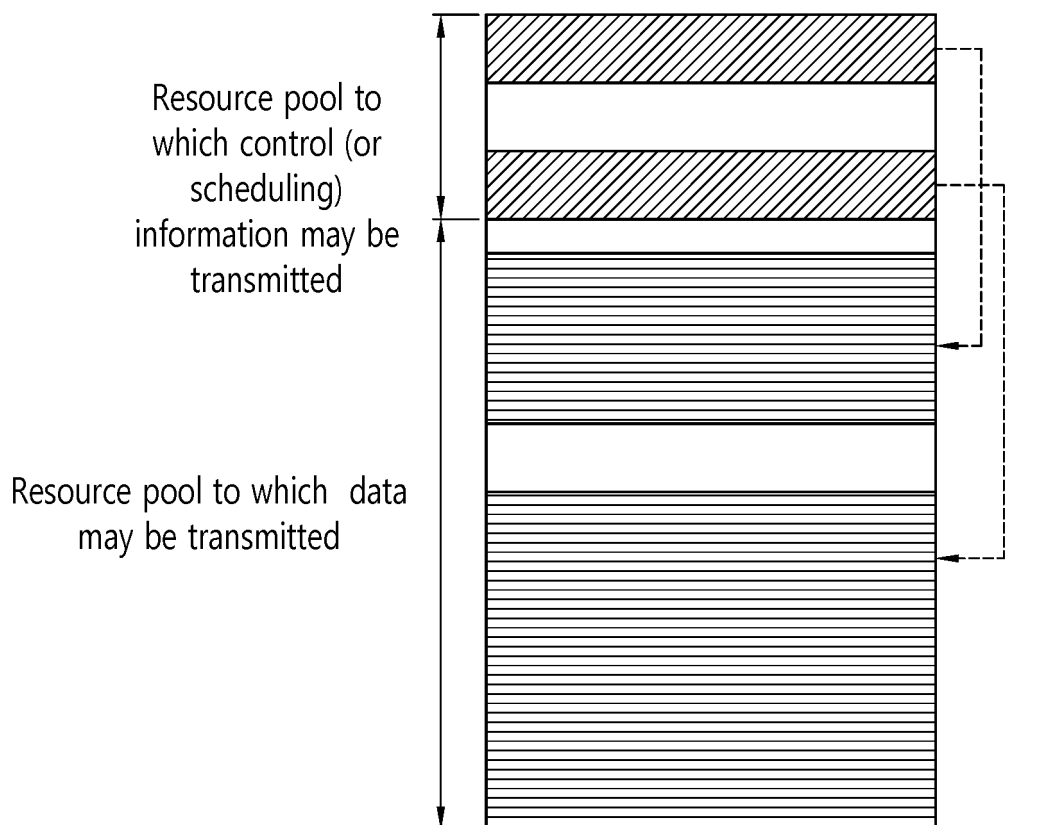 Resource pool to
which control (or
scheduling)
information may be
transmitted
Resource pool to which data
may be transmitted